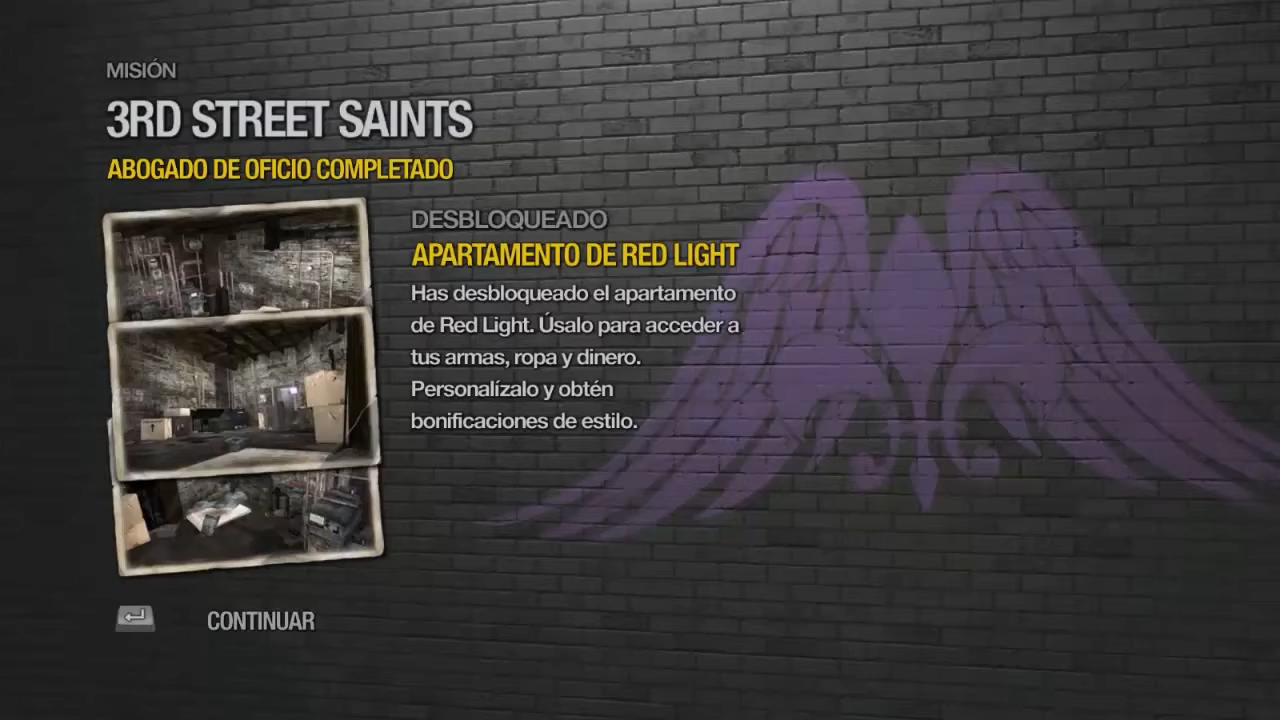 MISIÓN
3RD STREET SAINTS
ABOGADO DE OFICIO COMPLETADO
DESBLOQUEADO
APARTAMENTO DE RED LIGHT
Has desbloqueado el apartamento
de Red Light. Úsalo para acceder a
tus armas, ropa y dinero.
Personalízalo y obtén
bonificaciones de estilo.
CONTINUAR